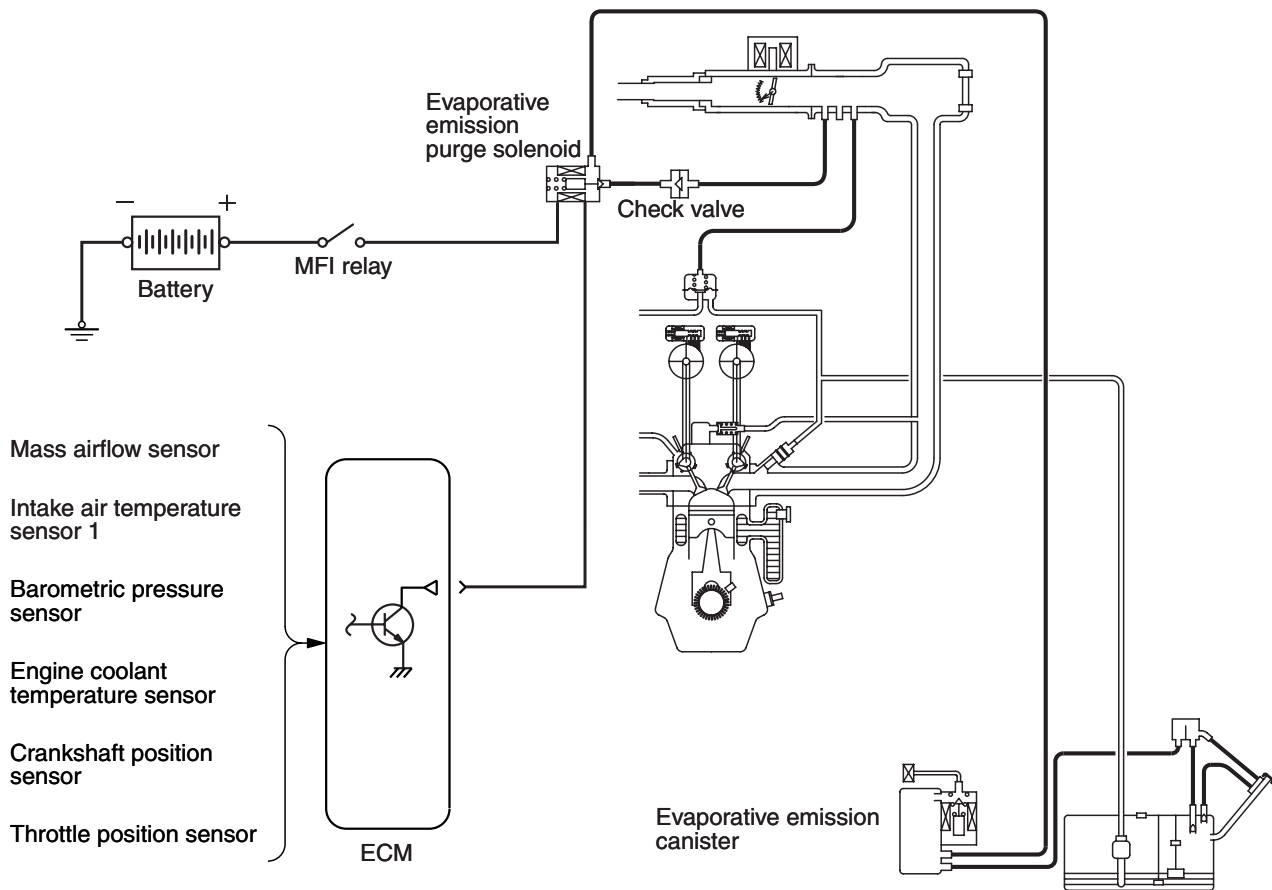 Evaporative
emission
purge solenoid
Check valve
− +
MFI relay
Battery
Mass airflow sensor
Intake air temperature
sensor 1
Barometric pressure
sensor
Engine coolant
temperature sensor
Crankshaft position
sensor
Throttle position sensor
ECM
Evaporative emission
canister